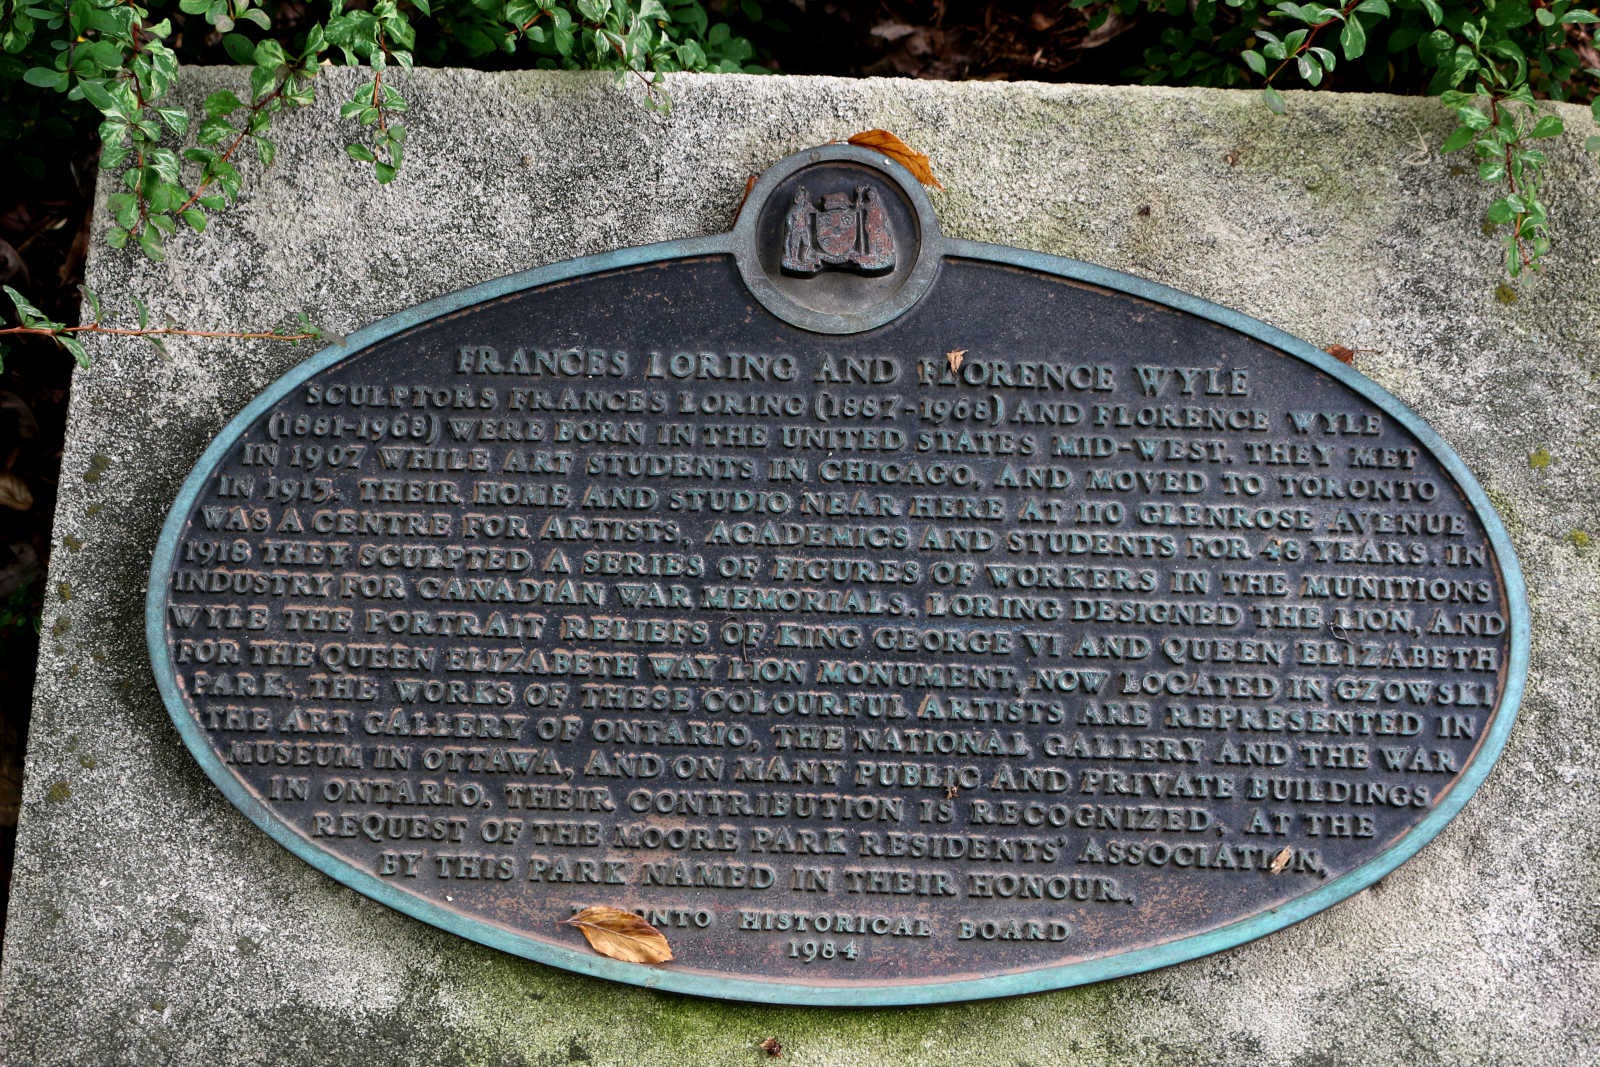 FRANCES LORING AND FLORENCE WYLE
SCULPTORS FRANCES LORING (1887-1968) AND FLORENCE WYLE
(1881-1968) WERE BORN IN THE UNITED STATES MID-WEST. THEY MET
IN 1907 WHILE ART STUDENTS IN CHICAGO, AND MOVED TO TORONTO
IN 1913. THEIR HOME AND STUDIO NEAR HERE AT 110 GLENROSE AVENUE
WAS A CENTRE FOR ARTISTS, ACADEMICS AND STUDENTS FOR 48 YEARS. IN
1918 THEY SCULPTED A SERIES OF FIGURES OF WORKERS IN THE MUNITIONS
INDUSTRY FOR CANADIAN WAR MEMORIALS. LORING DESIGNED THE LION, AND
WYLE THE PORTRAIT RELIEFS OF KING GEORGE VI AND QUEEN ELIZABETH
FOR THE QUEEN ELIZABETH WAY LION MONUMENT, NOW LOCATED IN GZOWSKI
PARK. THE WORKS OF THESE COLOURFUL ARTISTS ARE REPRESENTED IN
THE ART GALLERY OF ONTARIO, THE NATIONAL GALLERY AND THE WAR
MUSEUM IN OTTAWA, AND ON MANY PUBLIC AND PRIVATE BUILDINGS
IN ONTARIO. THEIR CONTRIBUTION IS RECOGNIZED, AT THE
REQUEST OF THE MOORE PARK RESIDENTS' ASSOCIATION,
BY THIS PARK NAMED IN THEIR HONOUR.
TORONTO HISTORICAL BOARD
1984